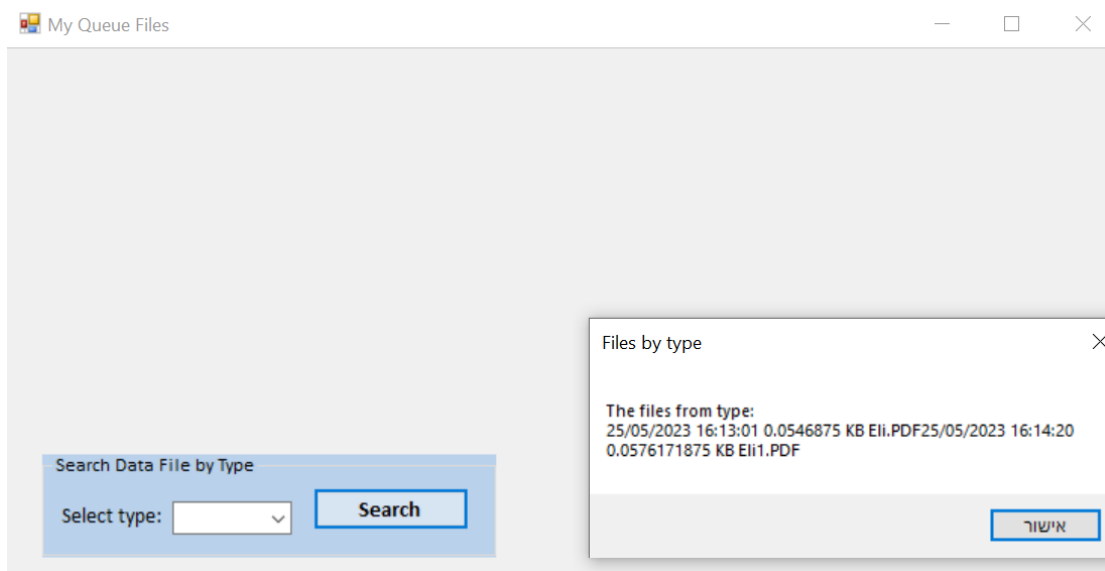 My Queue Files
Files by type
The files from type:
25/05/2023 16:13:01 0.0546875 KB Eli.PDF25/05/2023 16:14:20
0.0576171875 KB Eli1.PDF
Search Data File by Type
Select type:
Search
אישור